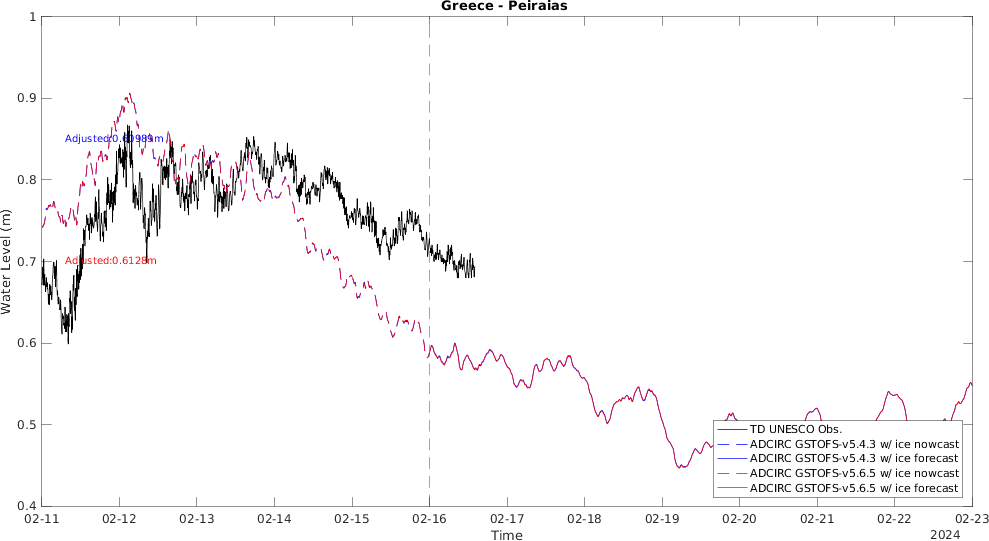 Greece - Peiraias
Water Level (m)
1
0.9
0.8
0.7
0.6
0.5
0.4
Adjusted:0.60989m
Adjusted:0.6128m
TD UNESCO Obs.
ADCIRC GSTOFS-v5.4.3 w/ ice nowcast
ADCIRC GSTOFS-v5.4.3 w/ ice forecast
ADCIRC GSTOFS-v5.6.5 w/ ice nowcast
ADCIRC GSTOFS-v5.6.5 w/ ice forecast
02-11 02-12 02-13 02-14 02-15 02-16 02-17 02-18 02-19 02-20 02-21 02-22 02-23
Time
2024